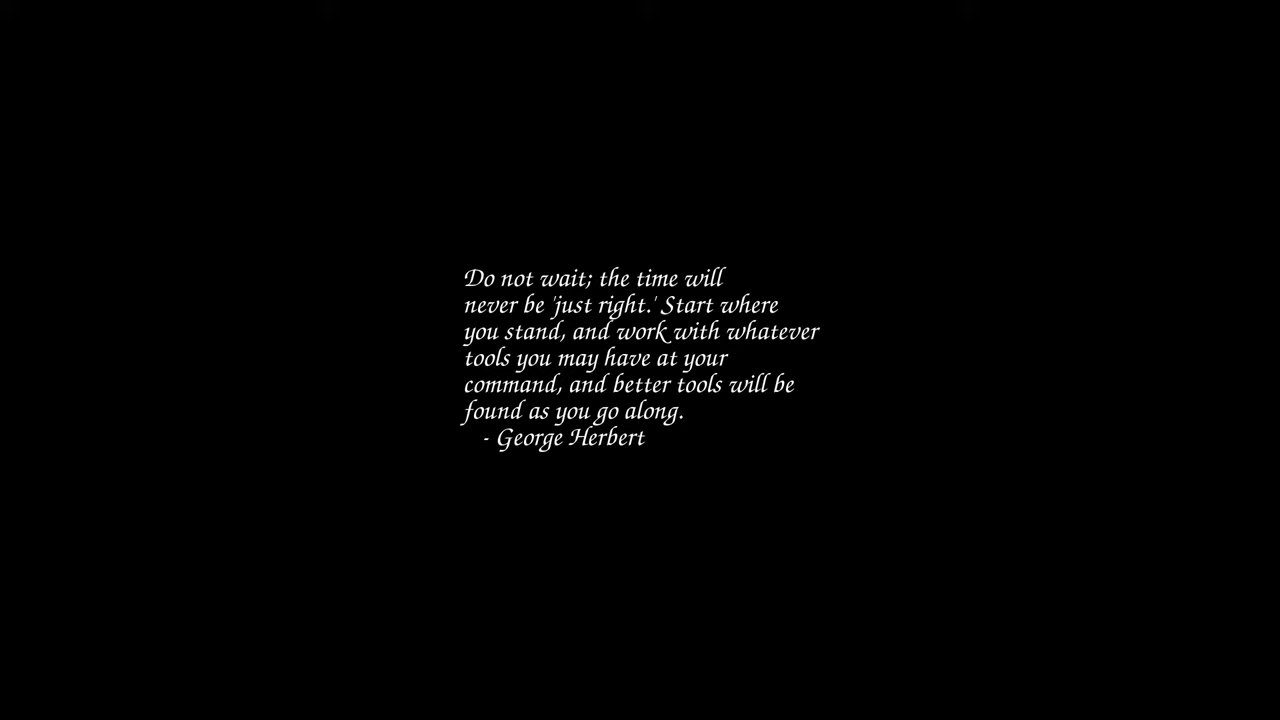 Do not wait; the time will
never be 'just right.' Start where
you stand, and work with whatever
tools you may have at your
command, and better tools will be
found as you go along.
- George Herbert